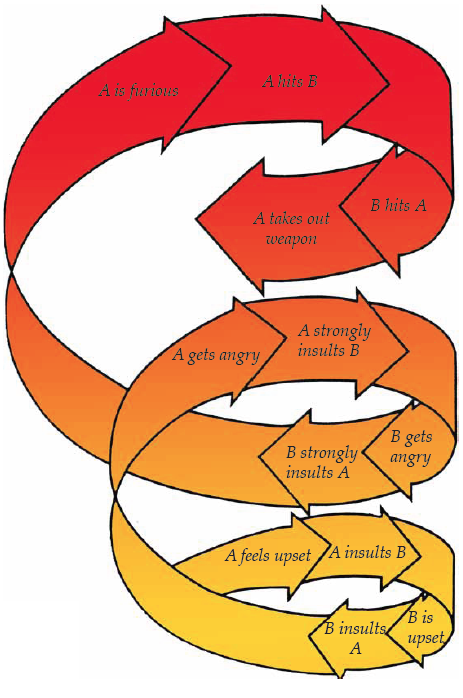 A is furious
A hits B
B hits A
A takes out
weapon
A gets angry
A strongly
insults B
B gets
angry
B strongly
insults A
A feels upset
A insults B
B is
upset
B insults
A